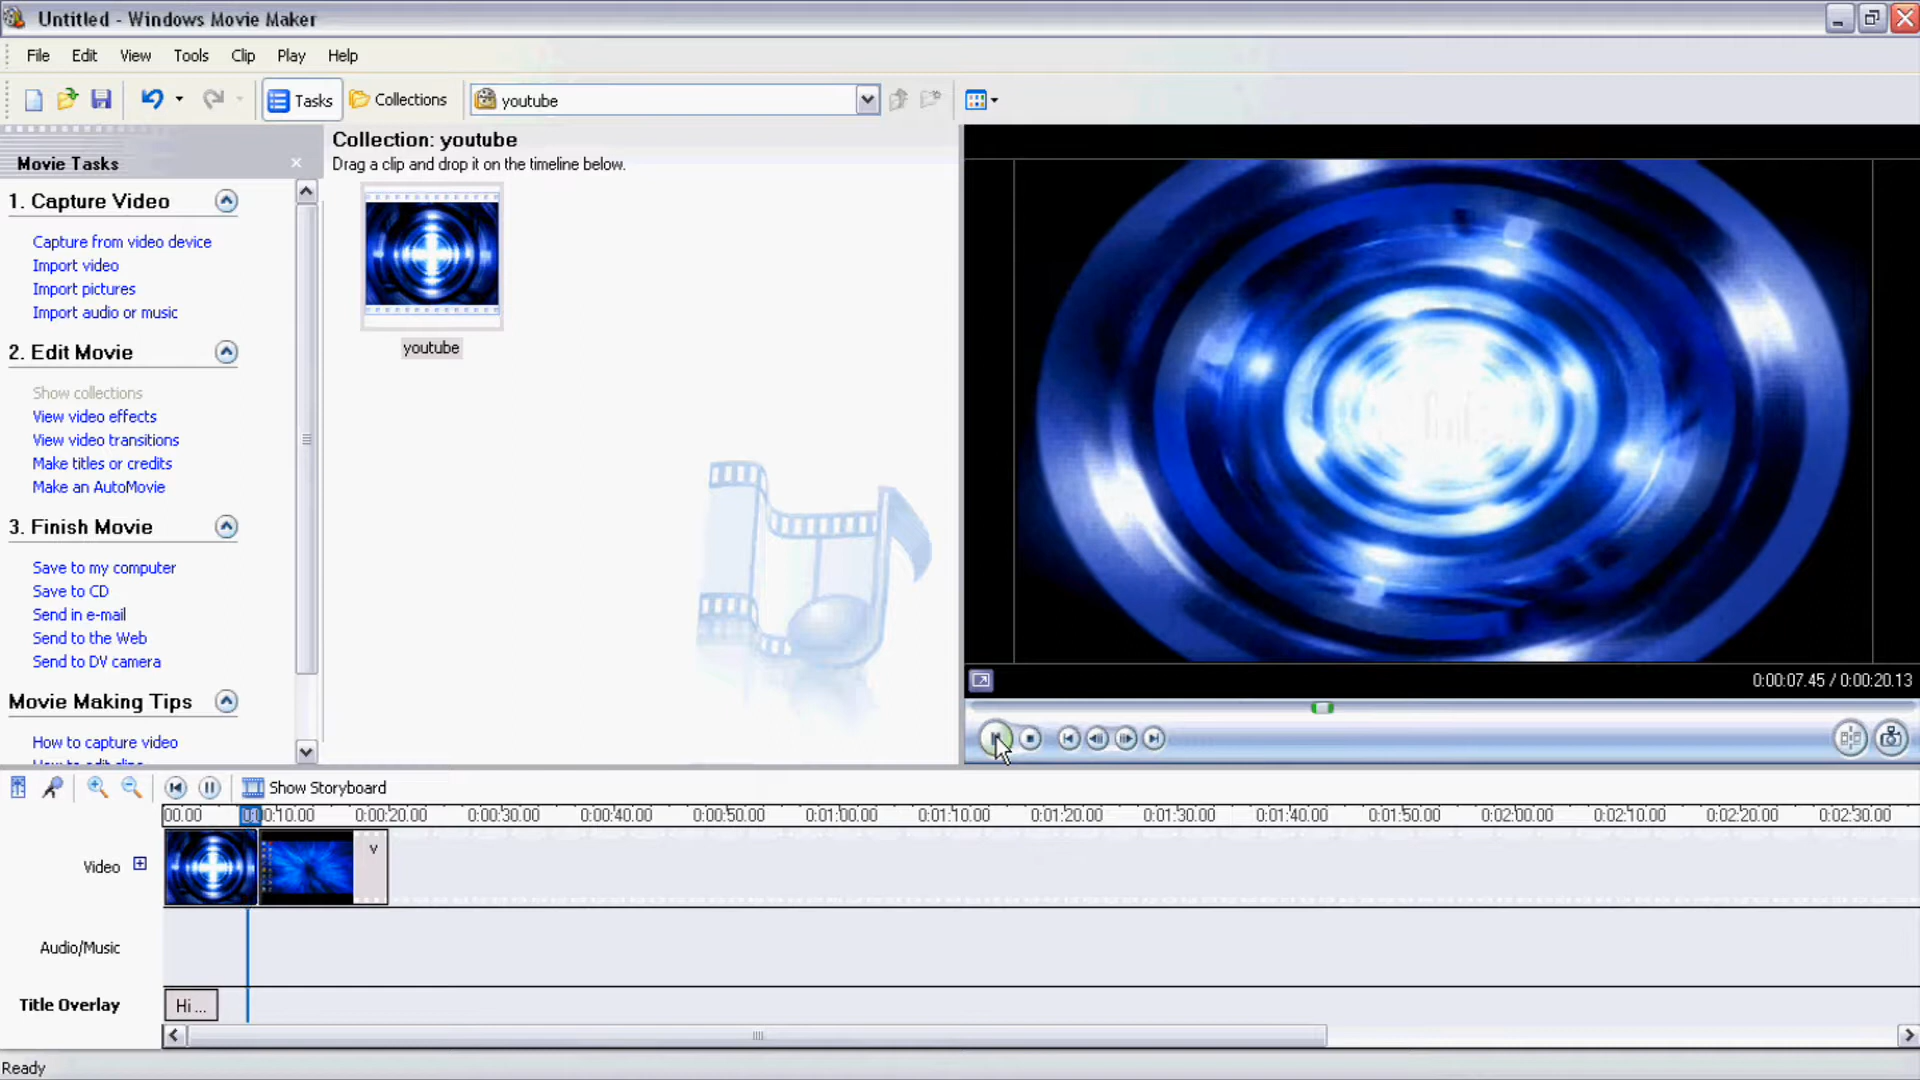 Untitled - Windows Movie Maker
File Edit View Tools Clip Play Help
Tasks Collections youtube
Movie Tasks
1. Capture Video
Capture from video device
Import video
Import pictures
Import audio or music
2. Edit Movie
Show collections
View video effects
View video transitions
Make titles or credits
Make an AutoMovie
3. Finish Movie
Save to my computer
Save to CD
Send in e-mail
Send to the Web
Send to DV camera
Movie Making Tips
How to capture video
Collection: youtube
Drag a clip and drop it on the timeline below.
youtube
0:00:07.45 / 0:00:20.13
Show Storyboard
00.00 0:10.00 0:00:20.00 0:00:30.00 0:00:40.00 0:00:50.00 0:01:00.00 0:01:10.00 0:01:20.00 0:01:30.00 0:01:40.00 0:01:50.00 0:02:00.00 0:02:10.00 0:02:20.00 0:02:30.00
Video
v
Audio/Music
Title Overlay
Hi ...
Ready